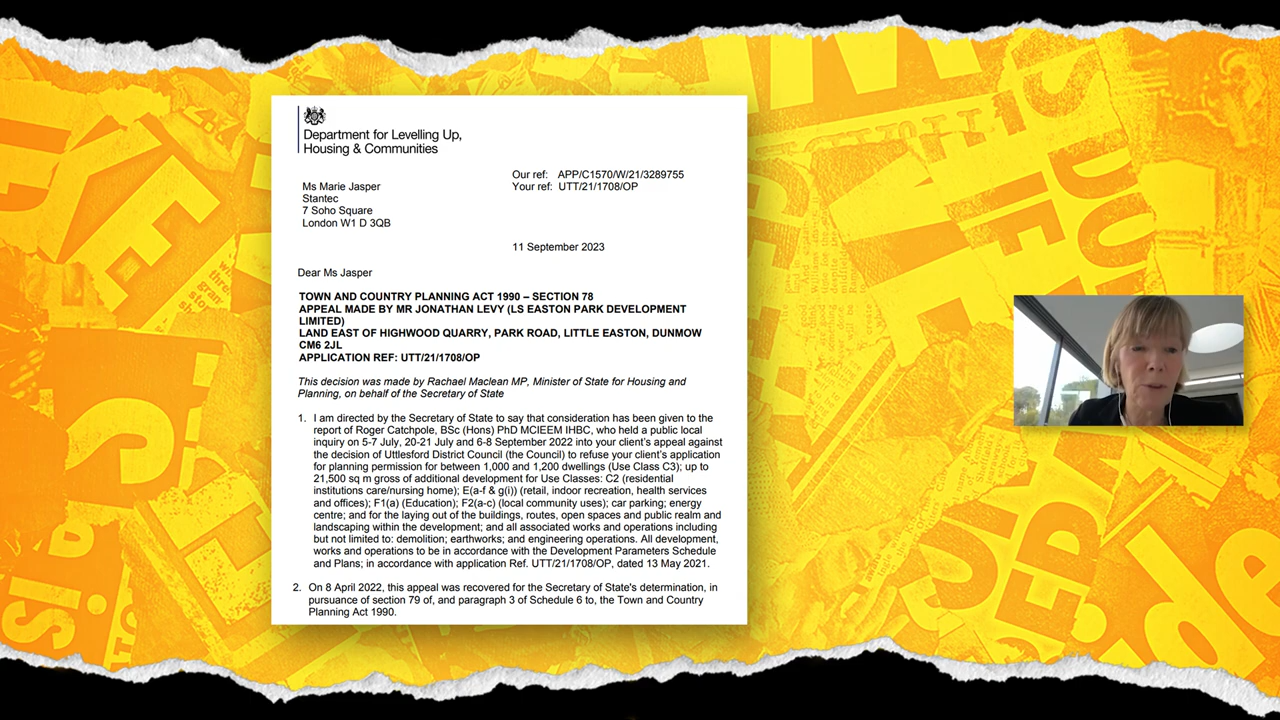 Department for Levelling Up,
Housing & Communities
Our ref: APP/C1570/W/21/3289755
Your ref: UTT/21/1708/OP
Ms Marie Jasper
Stantec
7 Soho Square
London W1 D 3QB
11 September 2023
Dear Ms Jasper
TOWN AND COUNTRY PLANNING ACT 1990 – SECTION 78
APPEAL MADE BY MR JONATHAN LEVY (LS EASTON PARK DEVELOPMENT
LIMITED)
LAND EAST OF HIGHWOOD QUARRY, PARK ROAD, LITTLE EASTON, DUNMOW
CM6 2JL
APPLICATION REF: UTT/21/1708/OP
This decision was made by Rachael Maclean MP, Minister of State for Housing and
Planning, on behalf of the Secretary of State
1. I am directed by the Secretary of State to say that consideration has been given to the
report of Roger Catchpole, BSc (Hons) PhD MCIEEM IHBC, who held a public local
inquiry on 5-7 July, 20-21 July and 6-8 September 2022 into your client's appeal against
the decision of Uttlesford District Council (the Council) to refuse your client's application
for planning permission for between 1,000 and 1,200 dwellings (Use Class C3); up to
21,500 sq m gross of additional development for Use Classes: C2 (residential
institutions care/nursing home); E(a-f & g(i)) (retail, indoor recreation, health services
and offices); F1(a) (Education); F2(a-c) (local community uses); car parking; energy
centre; and for the laying out of the buildings, routes, open spaces and public realm and
landscaping within the development; and all associated works and operations including
but not limited to: demolition; earthworks; and engineering operations. All development,
works and operations to be in accordance with the Development Parameters Schedule
and Plans; in accordance with application Ref. UTT/21/1708/OP, dated 13 May 2021.
2. On 8 April 2022, this appeal was recovered for the Secretary of State's determination, in
pursuance of section 79 of, and paragraph 3 of Schedule 6 to, the Town and Country
Planning Act 1990.